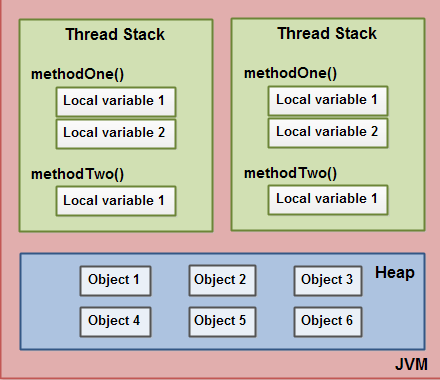 Thread Stack
methodOne()
Local variable 1
Local variable 2
methodTwo()
Local variable 1
Thread Stack
methodOne()
Local variable 1
Local variable 2
methodTwo()
Local variable 1
Heap
Object 1
Object 2
Object 3
Object 4
Object 5
Object 6
JVM